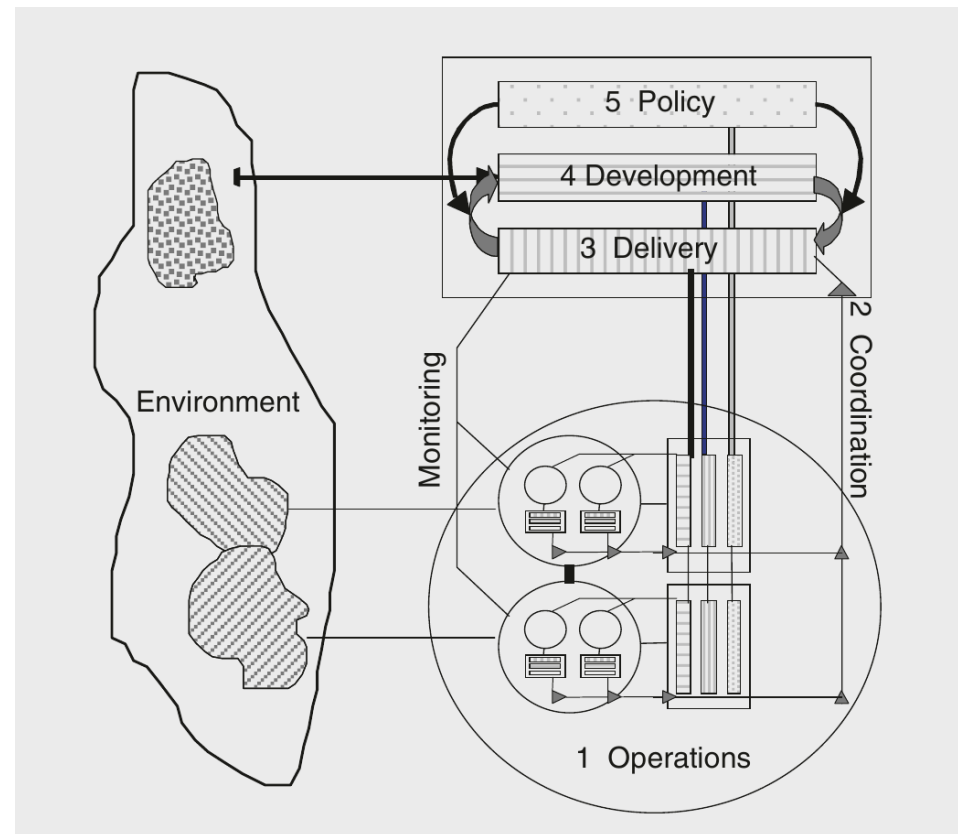 5 Policy
4 Development
3 Delivery
2 Coordination
Environment
Monitoring
1 Operations